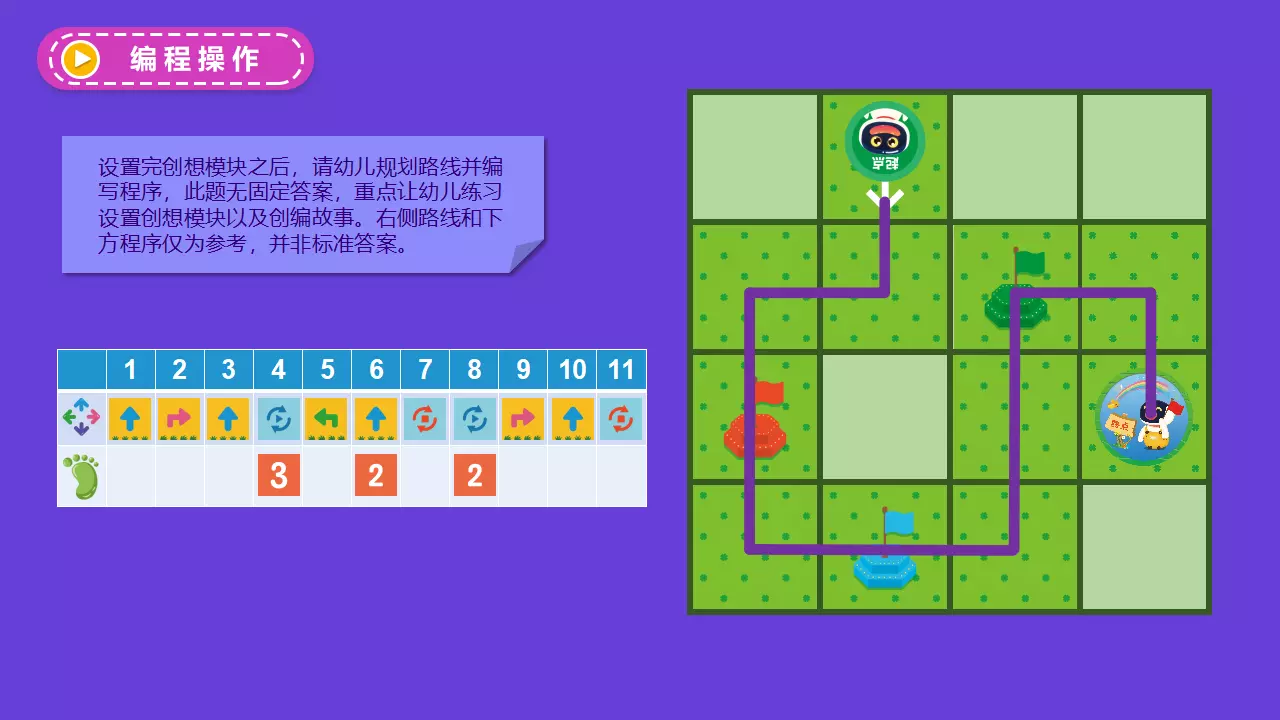 编程操作
设置完创想模块之后，请幼儿规划路线并编
写程序，此题无固定答案，重点让幼儿练习
设置创想模块以及创编故事。右侧路线和下
方程序仅为参考，并非标准答案。
1 2 3 4 5 6 7 8 9 10 11
3 2 2
起点
终点